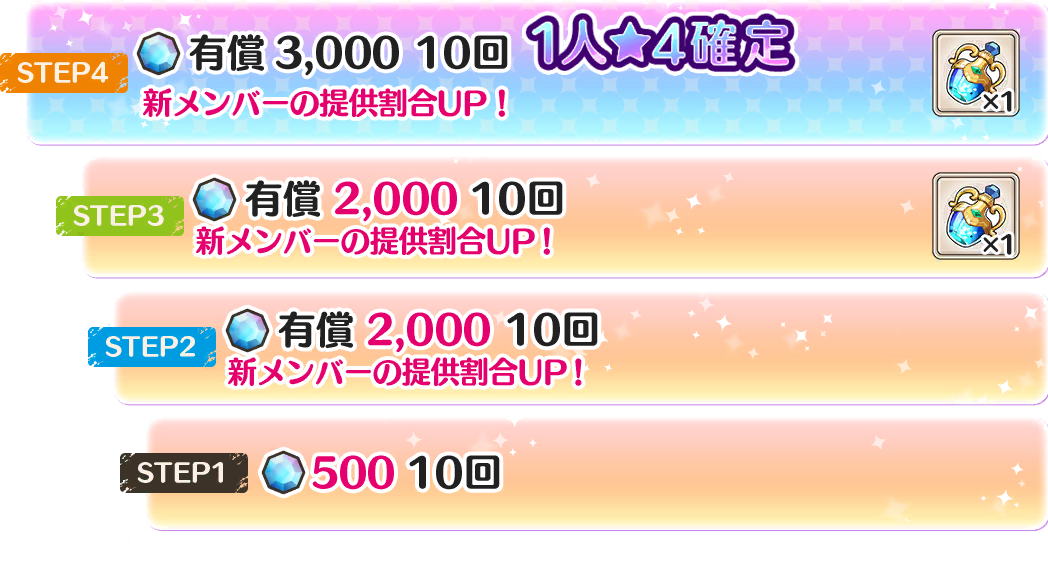 STEP4 有償 3,000 10回 1人★4確定
新メンバーの提供割合UP！
×1
STEP3 有償 2,000 10回
新メンバーの提供割合UP！
×1
STEP2 有償 2,000 10回
新メンバーの提供割合UP！
STEP1 500 10回